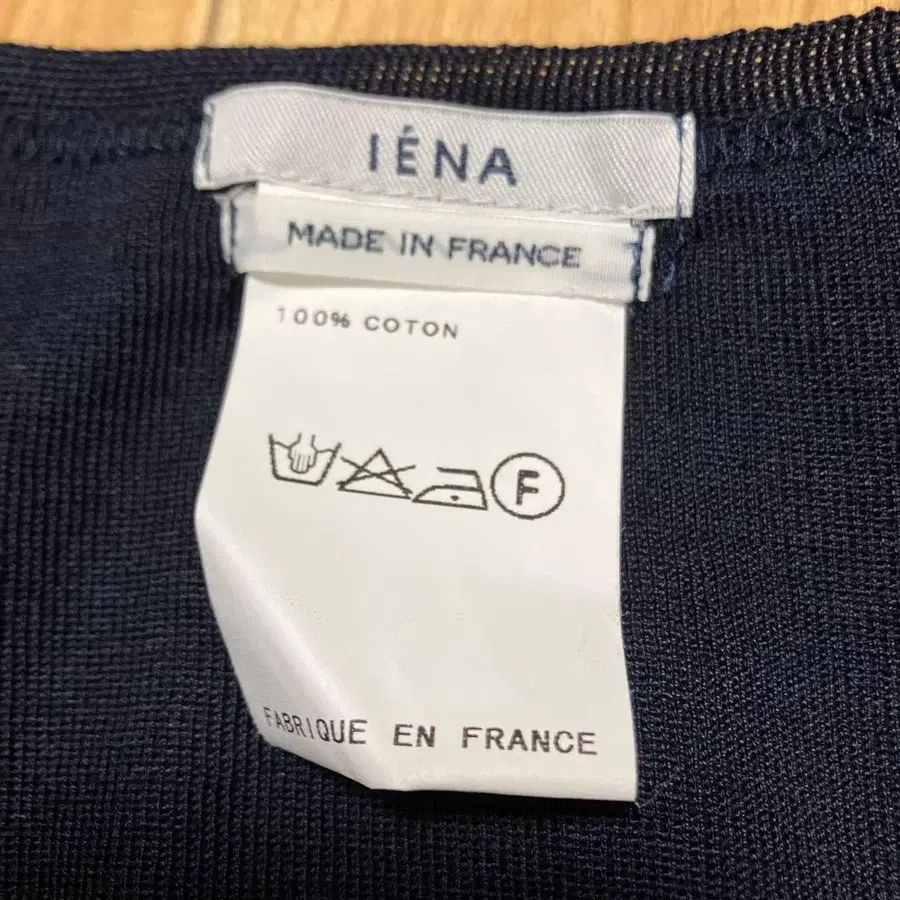 IÉNA
MADE IN FRANCE
100% COTON
F
FABRIQUE EN FRANCE